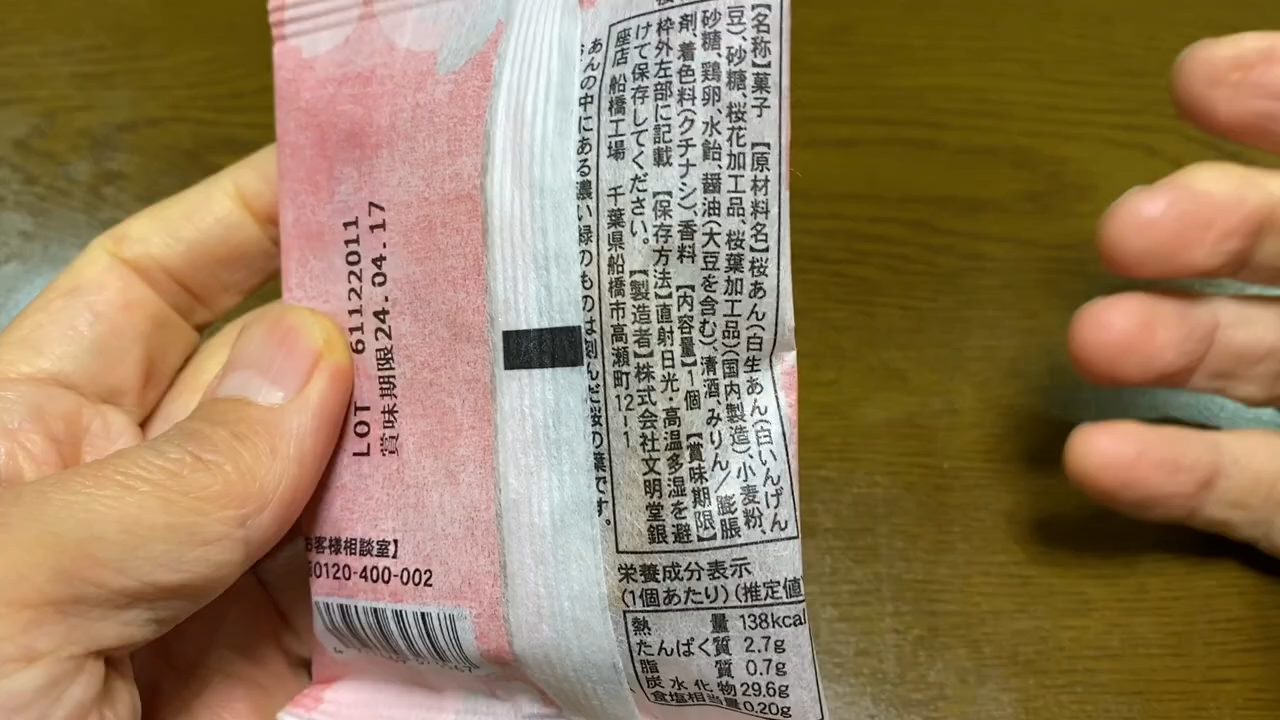 【名称】菓子 【原材料名】桜あん(白生あん(白いんげん
豆)、砂糖、桜花加工品、桜葉加工品)(国内製造)、小麦粉、
砂糖、鶏卵、水飴、醤油(大豆を含む)、清酒、みりん/膨脹
剤、着色料(クチナシ)、香料 【内容量】1個 【賞味期限】
枠外左部に記載 【保存方法】直射日光・高温多湿を避
けて保存してください。 【製造者】株式会社文明堂銀
座店 船橋工場 千葉県船橋市高瀬町12-1
あんの中にある濃い緑のものは刻んだ桜の葉です。
LOT 61122011
賞味期限24.04.17
お客様相談室】
0120-400-002
栄養成分表示
(1個あたり)(推定値
熱量 138kcal
たんぱく質 2.7g
脂質 0.7g
炭水化物 29.6g
食塩相当量 0.20g